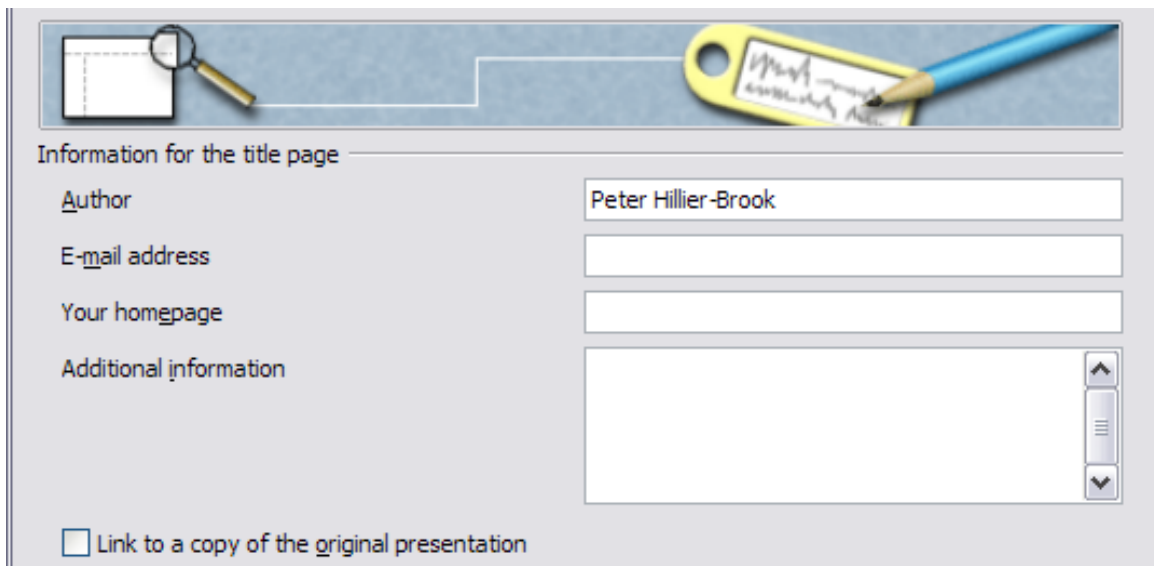 Information for the title page
Author
Peter Hillier-Brook
E-mail address
Your homepage
Additional information
Link to a copy of the original presentation